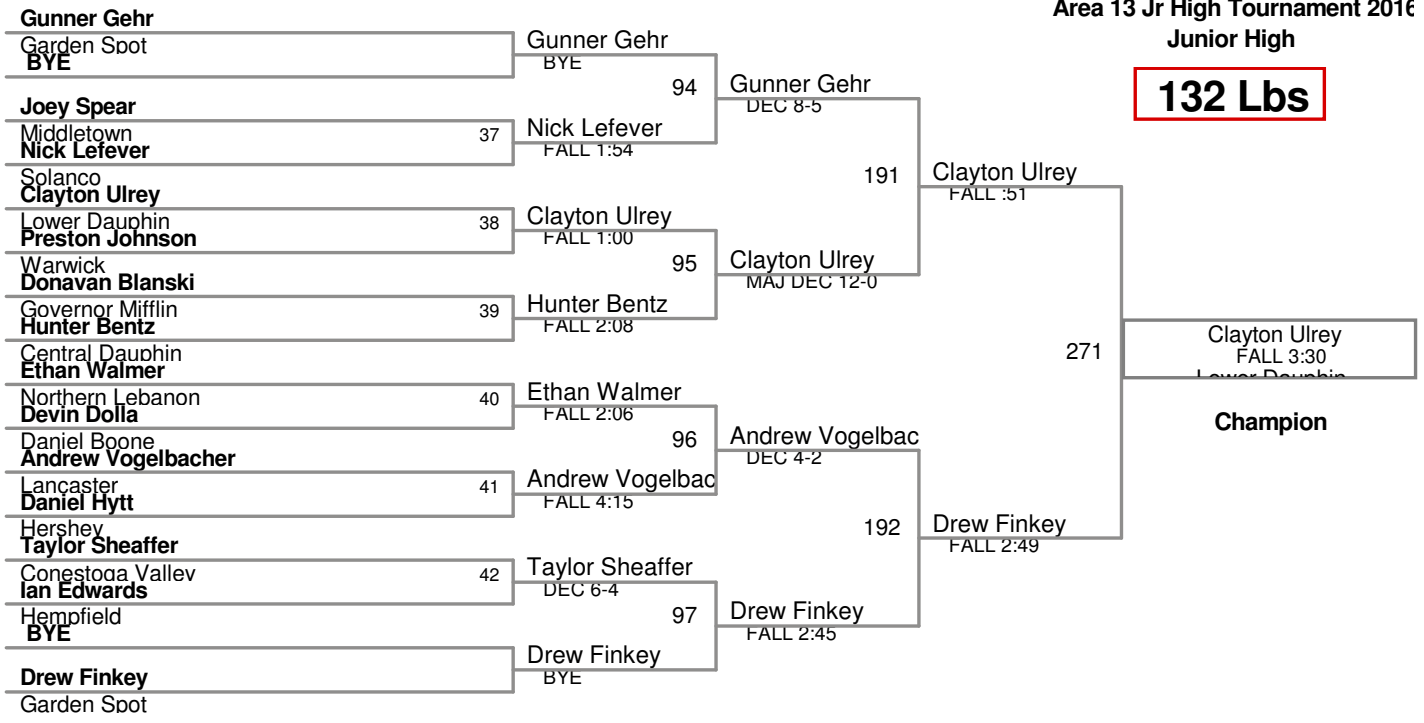 Area 13 Jr High Tournament 2016
Junior High
132 Lbs
Gunner Gehr
Garden Spot
BYE
Joey Spear
Middletown
Nick Lefever
Solanco
Clayton Ulrey
Lower Dauphin
Preston Johnson
Warwick
Donavan Blanski
Governor Mifflin
Hunter Bentz
Central Dauphin
Ethan Walmer
Northern Lebanon
Devin Dolla
Daniel Boone
Andrew Vogelbacher
Lancaster
Daniel Hytt
Hershey
Taylor Sheaffer
Conestoga Valley
Ian Edwards
Hempfield
BYE
Drew Finkey
Garden Spot
37
38
39
40
41
42
Gunner Gehr
BYE
Nick Lefever
FALL 1:54
Clayton Ulrey
FALL 1:00
Hunter Bentz
FALL 2:08
Ethan Walmer
FALL 2:06
Andrew Vogelbac
FALL 4:15
Taylor Sheaffer
DEC 6-4
Drew Finkey
BYE
94
95
96
97
Gunner Gehr
DEC 8-5
Clayton Ulrey
MAJ DEC 12-0
Andrew Vogelbac
DEC 4-2
Drew Finkey
FALL 2:45
191
192
Clayton Ulrey
FALL :51
Drew Finkey
FALL 2:49
271
Clayton Ulrey
FALL 3:30
Lower Dauphin
Champion